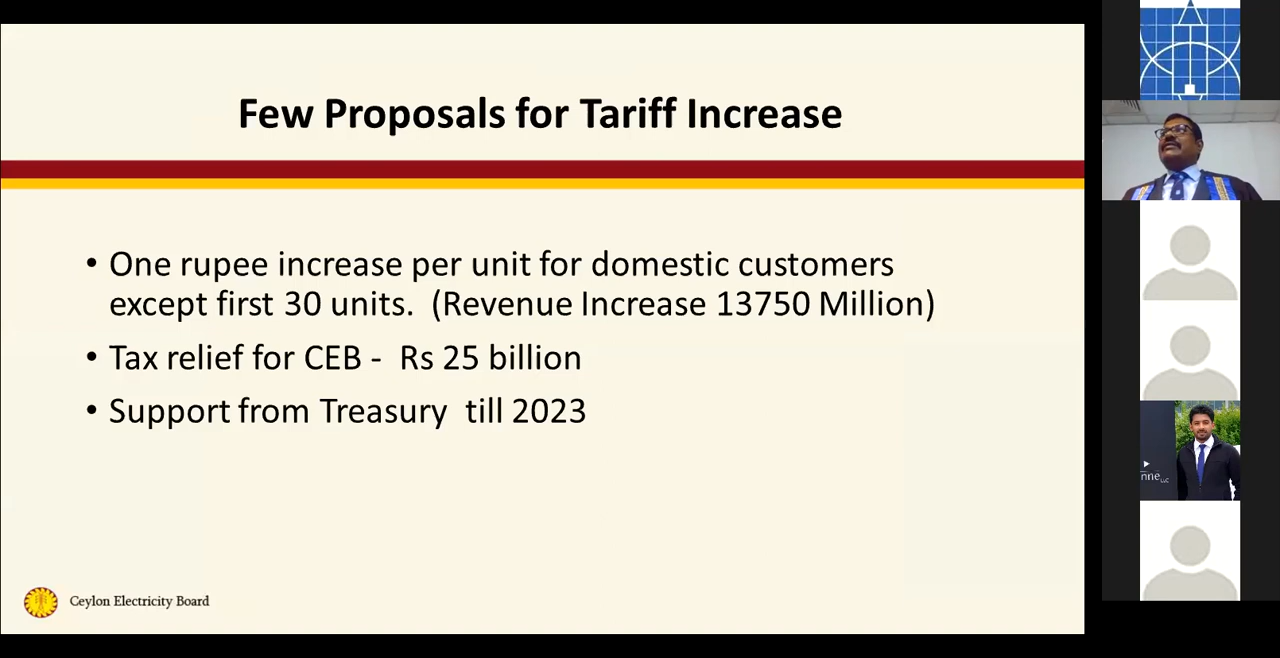 Few Proposals for Tariff Increase
• One rupee increase per unit for domestic customers
except first 30 units. (Revenue Increase 13750 Million)
• Tax relief for CEB - Rs 25 billion
• Support from Treasury till 2023
Ceylon Electricity Board